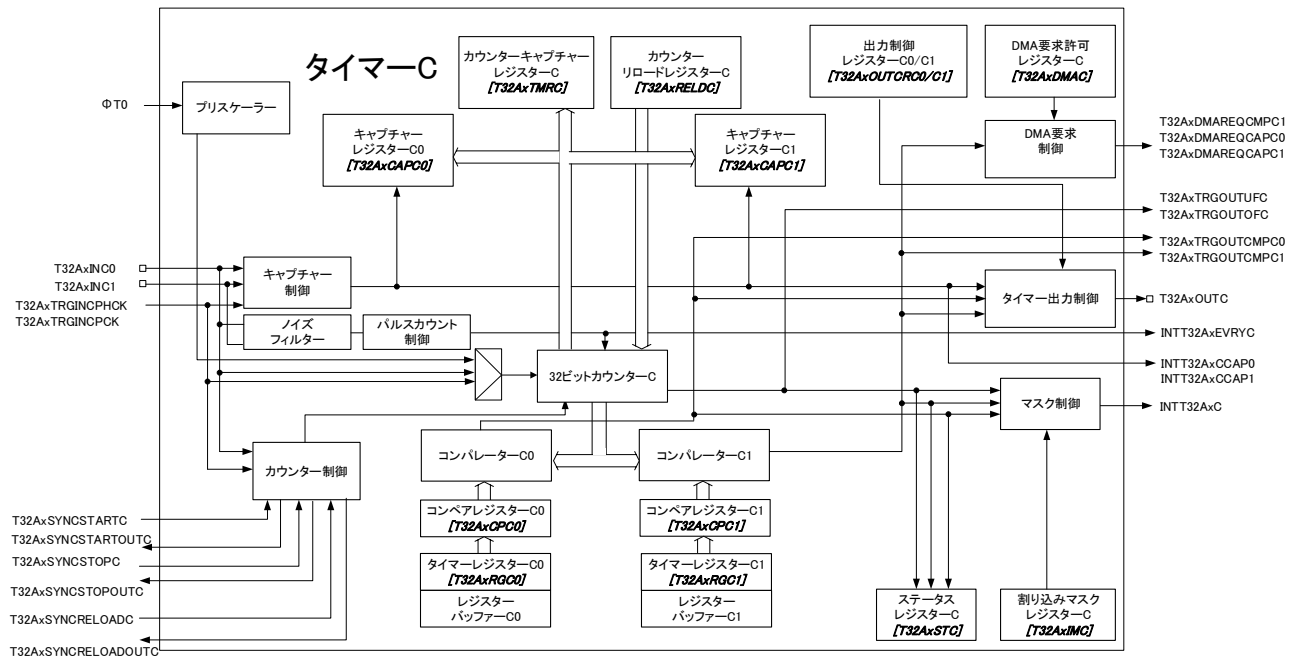 タイマーC
カウンターキャプチャー
レジスターC
[T32AxTMRC]
カウンター
リロードレジスターC
[T32AxRELDC]
出力制御
レジスターC0/C1
[T32AxOUTCRC0/C1]
DMA要求許可
レジスターC
[T32AxDMAC]
ΦT0
プリスケーラー
キャプチャー
レジスターC0
[T32AxCAPC0]
キャプチャー
レジスターC1
[T32AxCAPC1]
DMA要求
制御
T32AxDMAREQCMPC1
T32AxDMAREQCAPC0
T32AxDMAREQCAPC1
T32AxTRGOUTUFC
T32AxTRGOUTOFC
T32AxTRGOUTCMPC0
T32AxTRGOUTCMPC1
T32AxINC0
T32AxINC1
T32AxTRGINCPHCK
T32AxTRGINCPCK
キャプチャー
制御
タイマー出力制御
T32AxOUTC
ノイズ
フィルター
パルスカウント
制御
INTT32AxEVRYC
32ビットカウンターC
INTT32AxCCAP0
INTT32AxCCAP1
マスク制御
INTT32AxC
カウンター制御
コンパレーターC0
コンパレーターC1
T32AxSYNCSTARTC
T32AxSYNCSTARTOUTC
T32AxSYNCSTOPC
T32AxSYNCSTOPOUTC
T32AxSYNCRELOADC
T32AxSYNCRELOADOUTC
コンペアレジスターC0
[T32AxCPC0]
コンペアレジスターC1
[T32AxCPC1]
タイマーレジスターC0
[T32AxRGC0]
レジスター
バッファーC0
タイマーレジスターC1
[T32AxRGC1]
レジスター
バッファーC1
ステータス
レジスターC
[T32AxSTC]
割り込みマスク
レジスターC
[T32AxIMC]